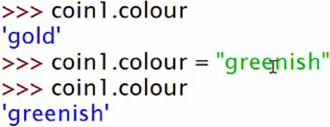 >>> coin1.colour
'gold'
>>> coin1.colour = "greenish"
>>> coin1.colour
'greenish'